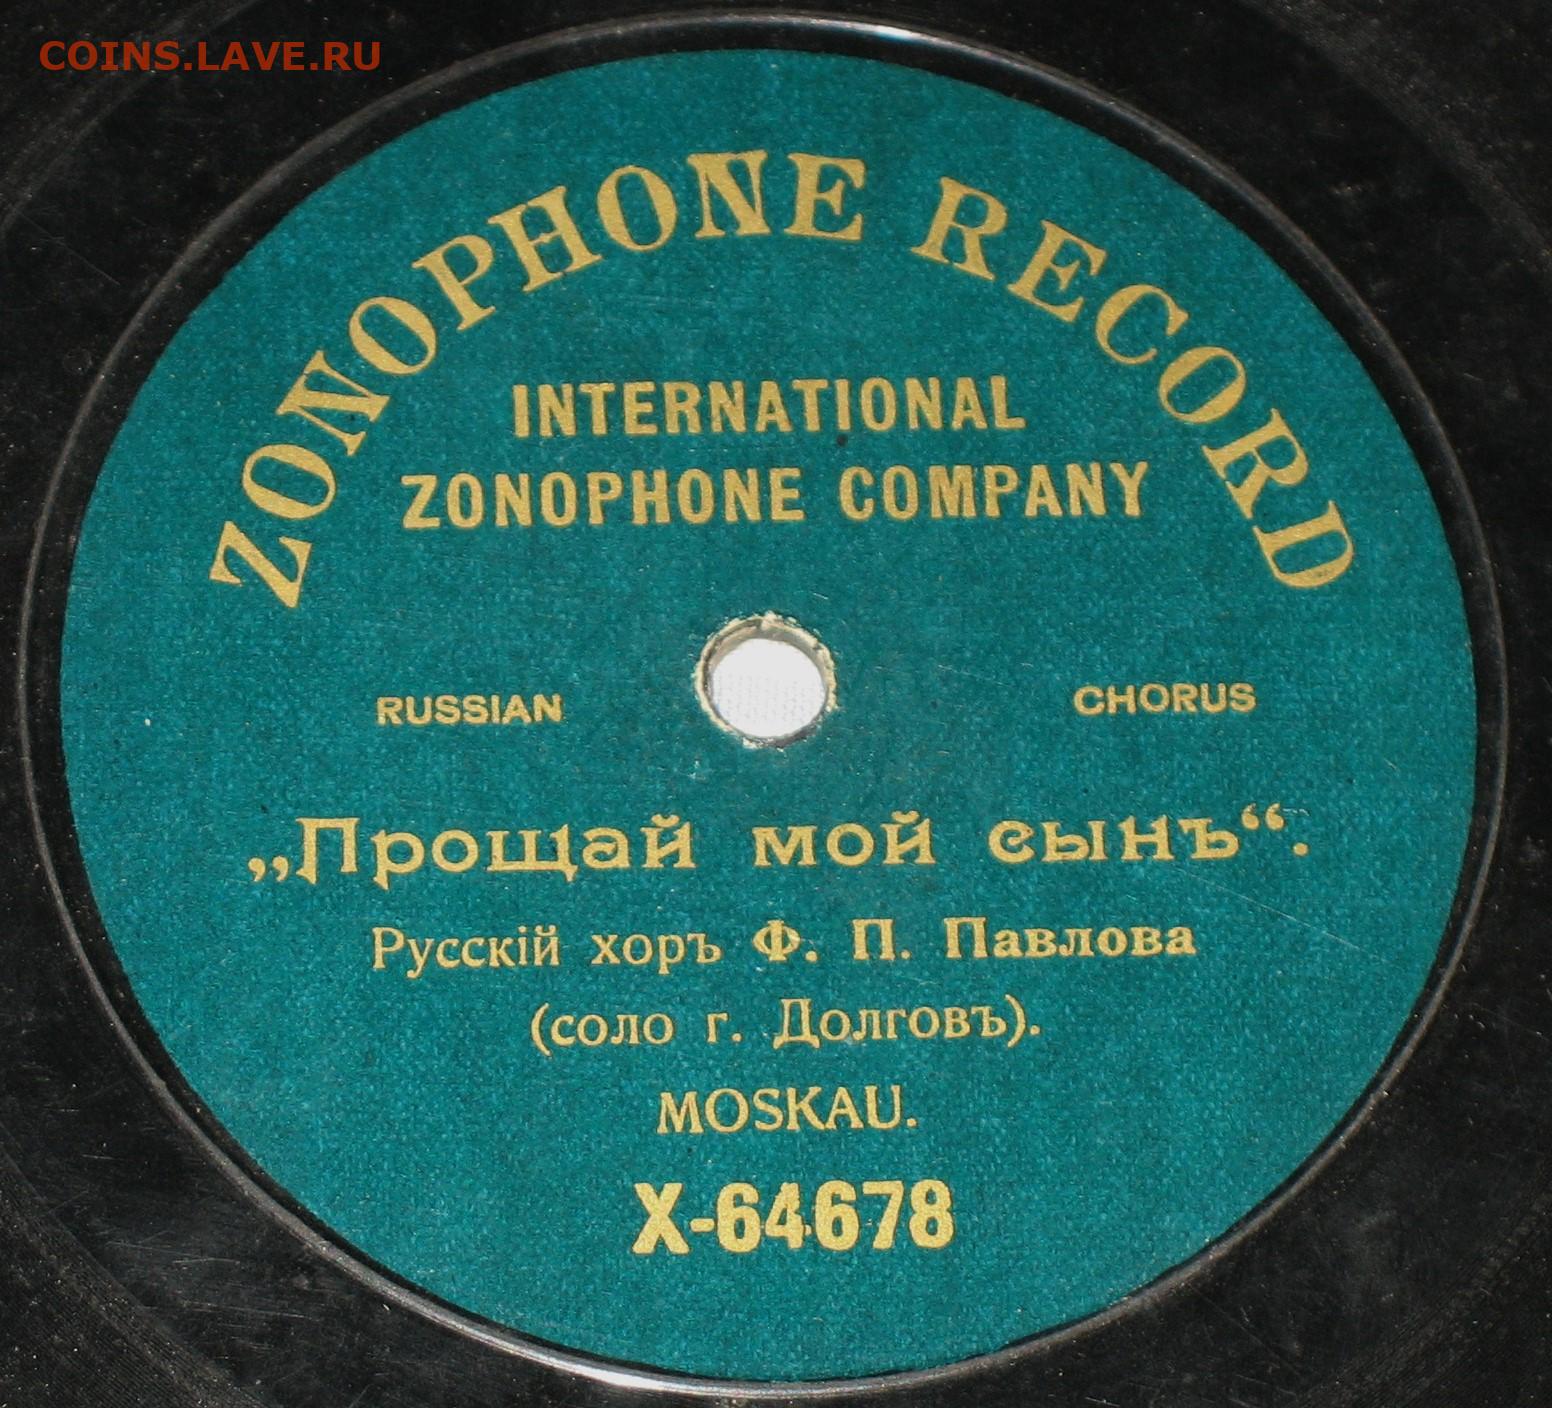 COINS.LAVE.RU
ZONOPHONE RECORD
INTERNATIONAL
ZONOPHONE COMPANY
RUSSIAN CHORUS
„Прощай мой сынъ“.
Русскій хоръ Ф. П. Павлова
(соло г. Долговъ).
MOSKAU.
X-64678